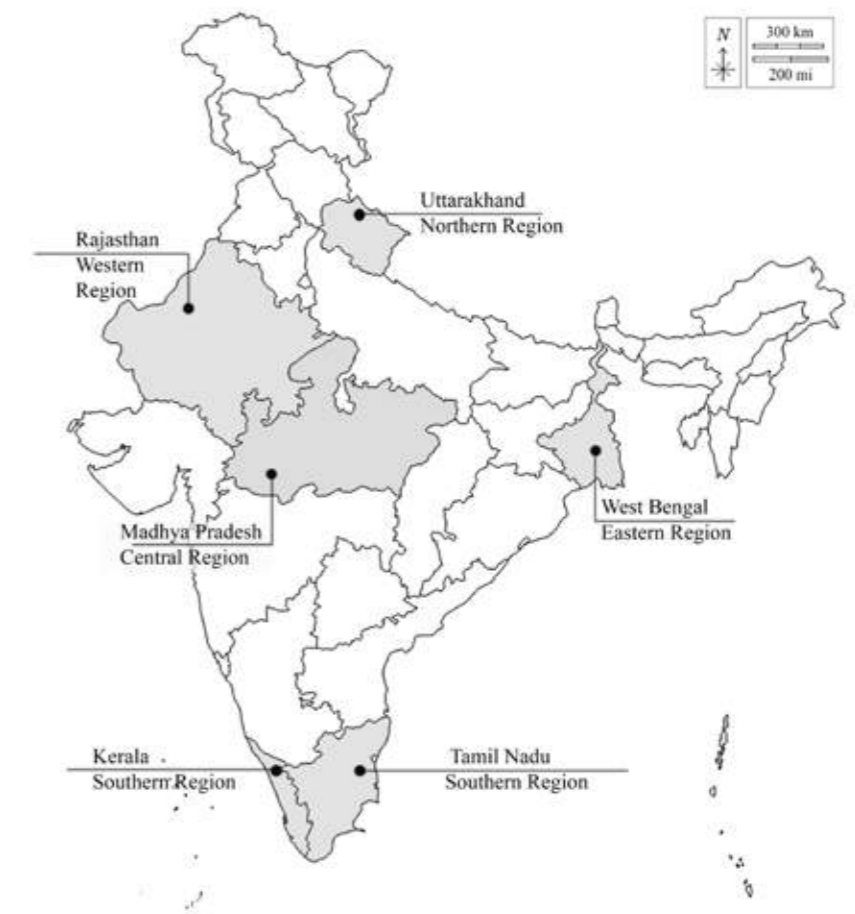 N
300 km
200 mi
Uttarakhand
Northern Region
Rajasthan
Western
Region
West Bengal
Eastern Region
Madhya Pradesh
Central Region
Kerala
Southern Region
Tamil Nadu
Southern Region